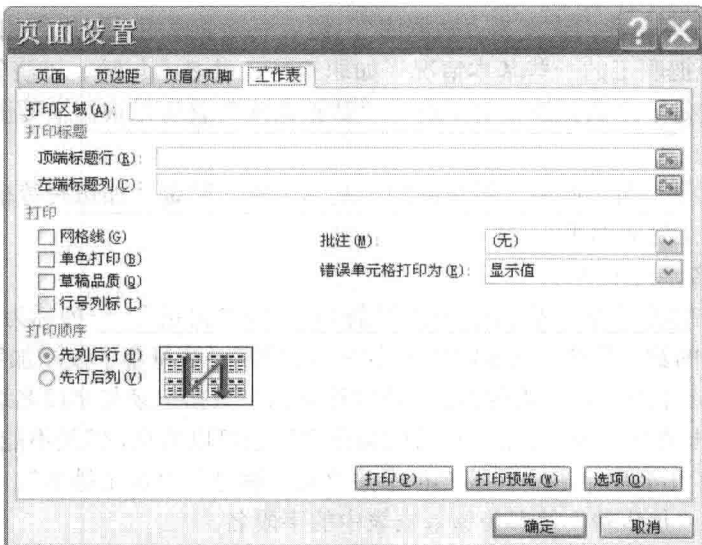 页面设置
页面 页边距 页眉/页脚 工作表
打印区域(A):
打印标题
顶端标题行(R):
左端标题列(C):
打印
网格线(G)
单色打印(B)
草稿品质(Q)
行号列标(L)
批注(M): (无)
错误单元格打印为(E): 显示值
打印顺序
先列后行(D)
先行后列(V)
打印(P)... 打印预览(W) 选项(O)...
确定 取消